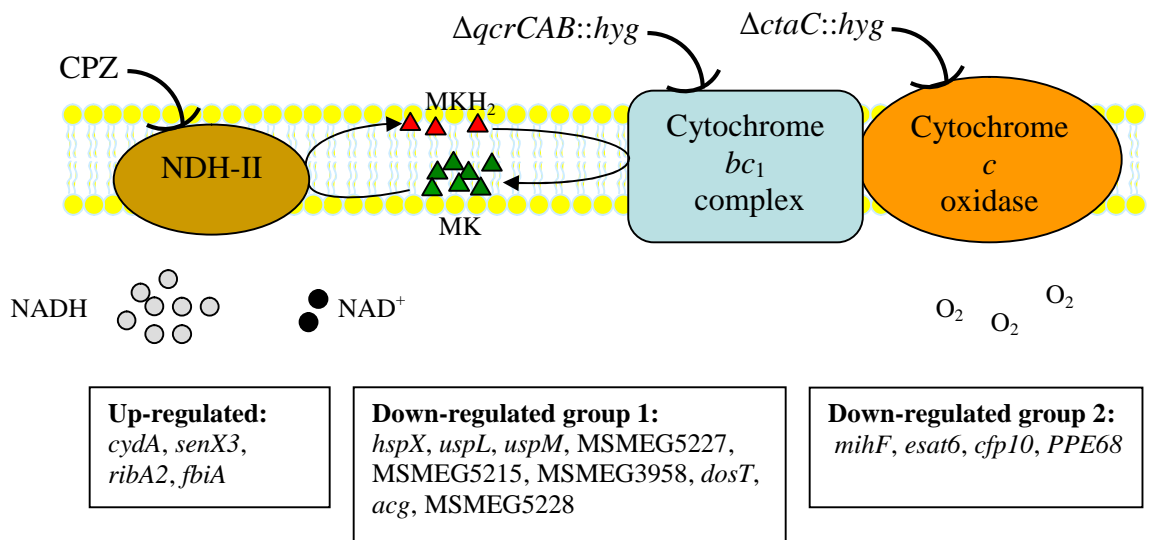 ΔqcrCAB::hyg
ΔctaC::hyg
CPZ
MKH₂
NDH-II
Cytochrome
bc₁
complex
Cytochrome
c
oxidase
MK
NADH
NAD⁺
O₂
O₂
O₂
Up-regulated:
cydA, senX3,
ribA2, fbiA
Down-regulated group 1:
hspX, uspL, uspM, MSMEG5227,
MSMEG5215, MSMEG3958, dosT,
acg, MSMEG5228
Down-regulated group 2:
mihF, esat6, cfp10, PPE68